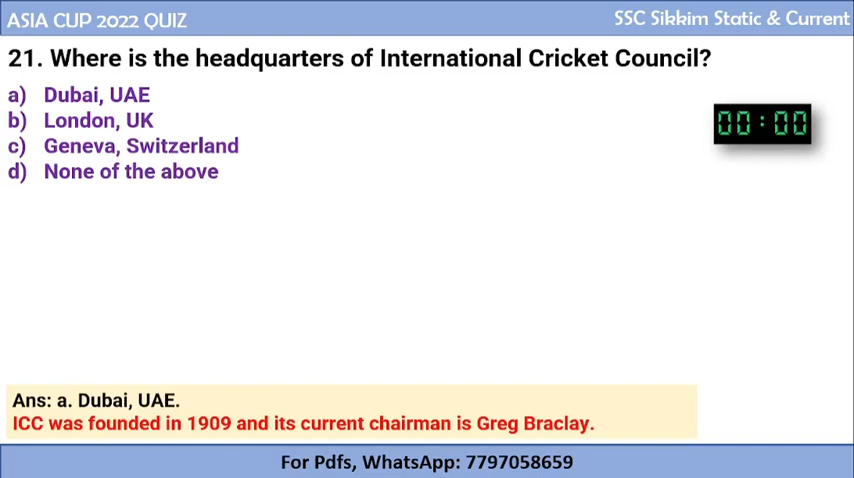 ASIA CUP 2022 QUIZ
SSC Sikkim Static & Current
21. Where is the headquarters of International Cricket Council?
a) Dubai, UAE
b) London, UK
c) Geneva, Switzerland
d) None of the above
00:00
Ans: a. Dubai, UAE.
ICC was founded in 1909 and its current chairman is Greg Braclay.
For Pdfs, WhatsApp: 7797058659